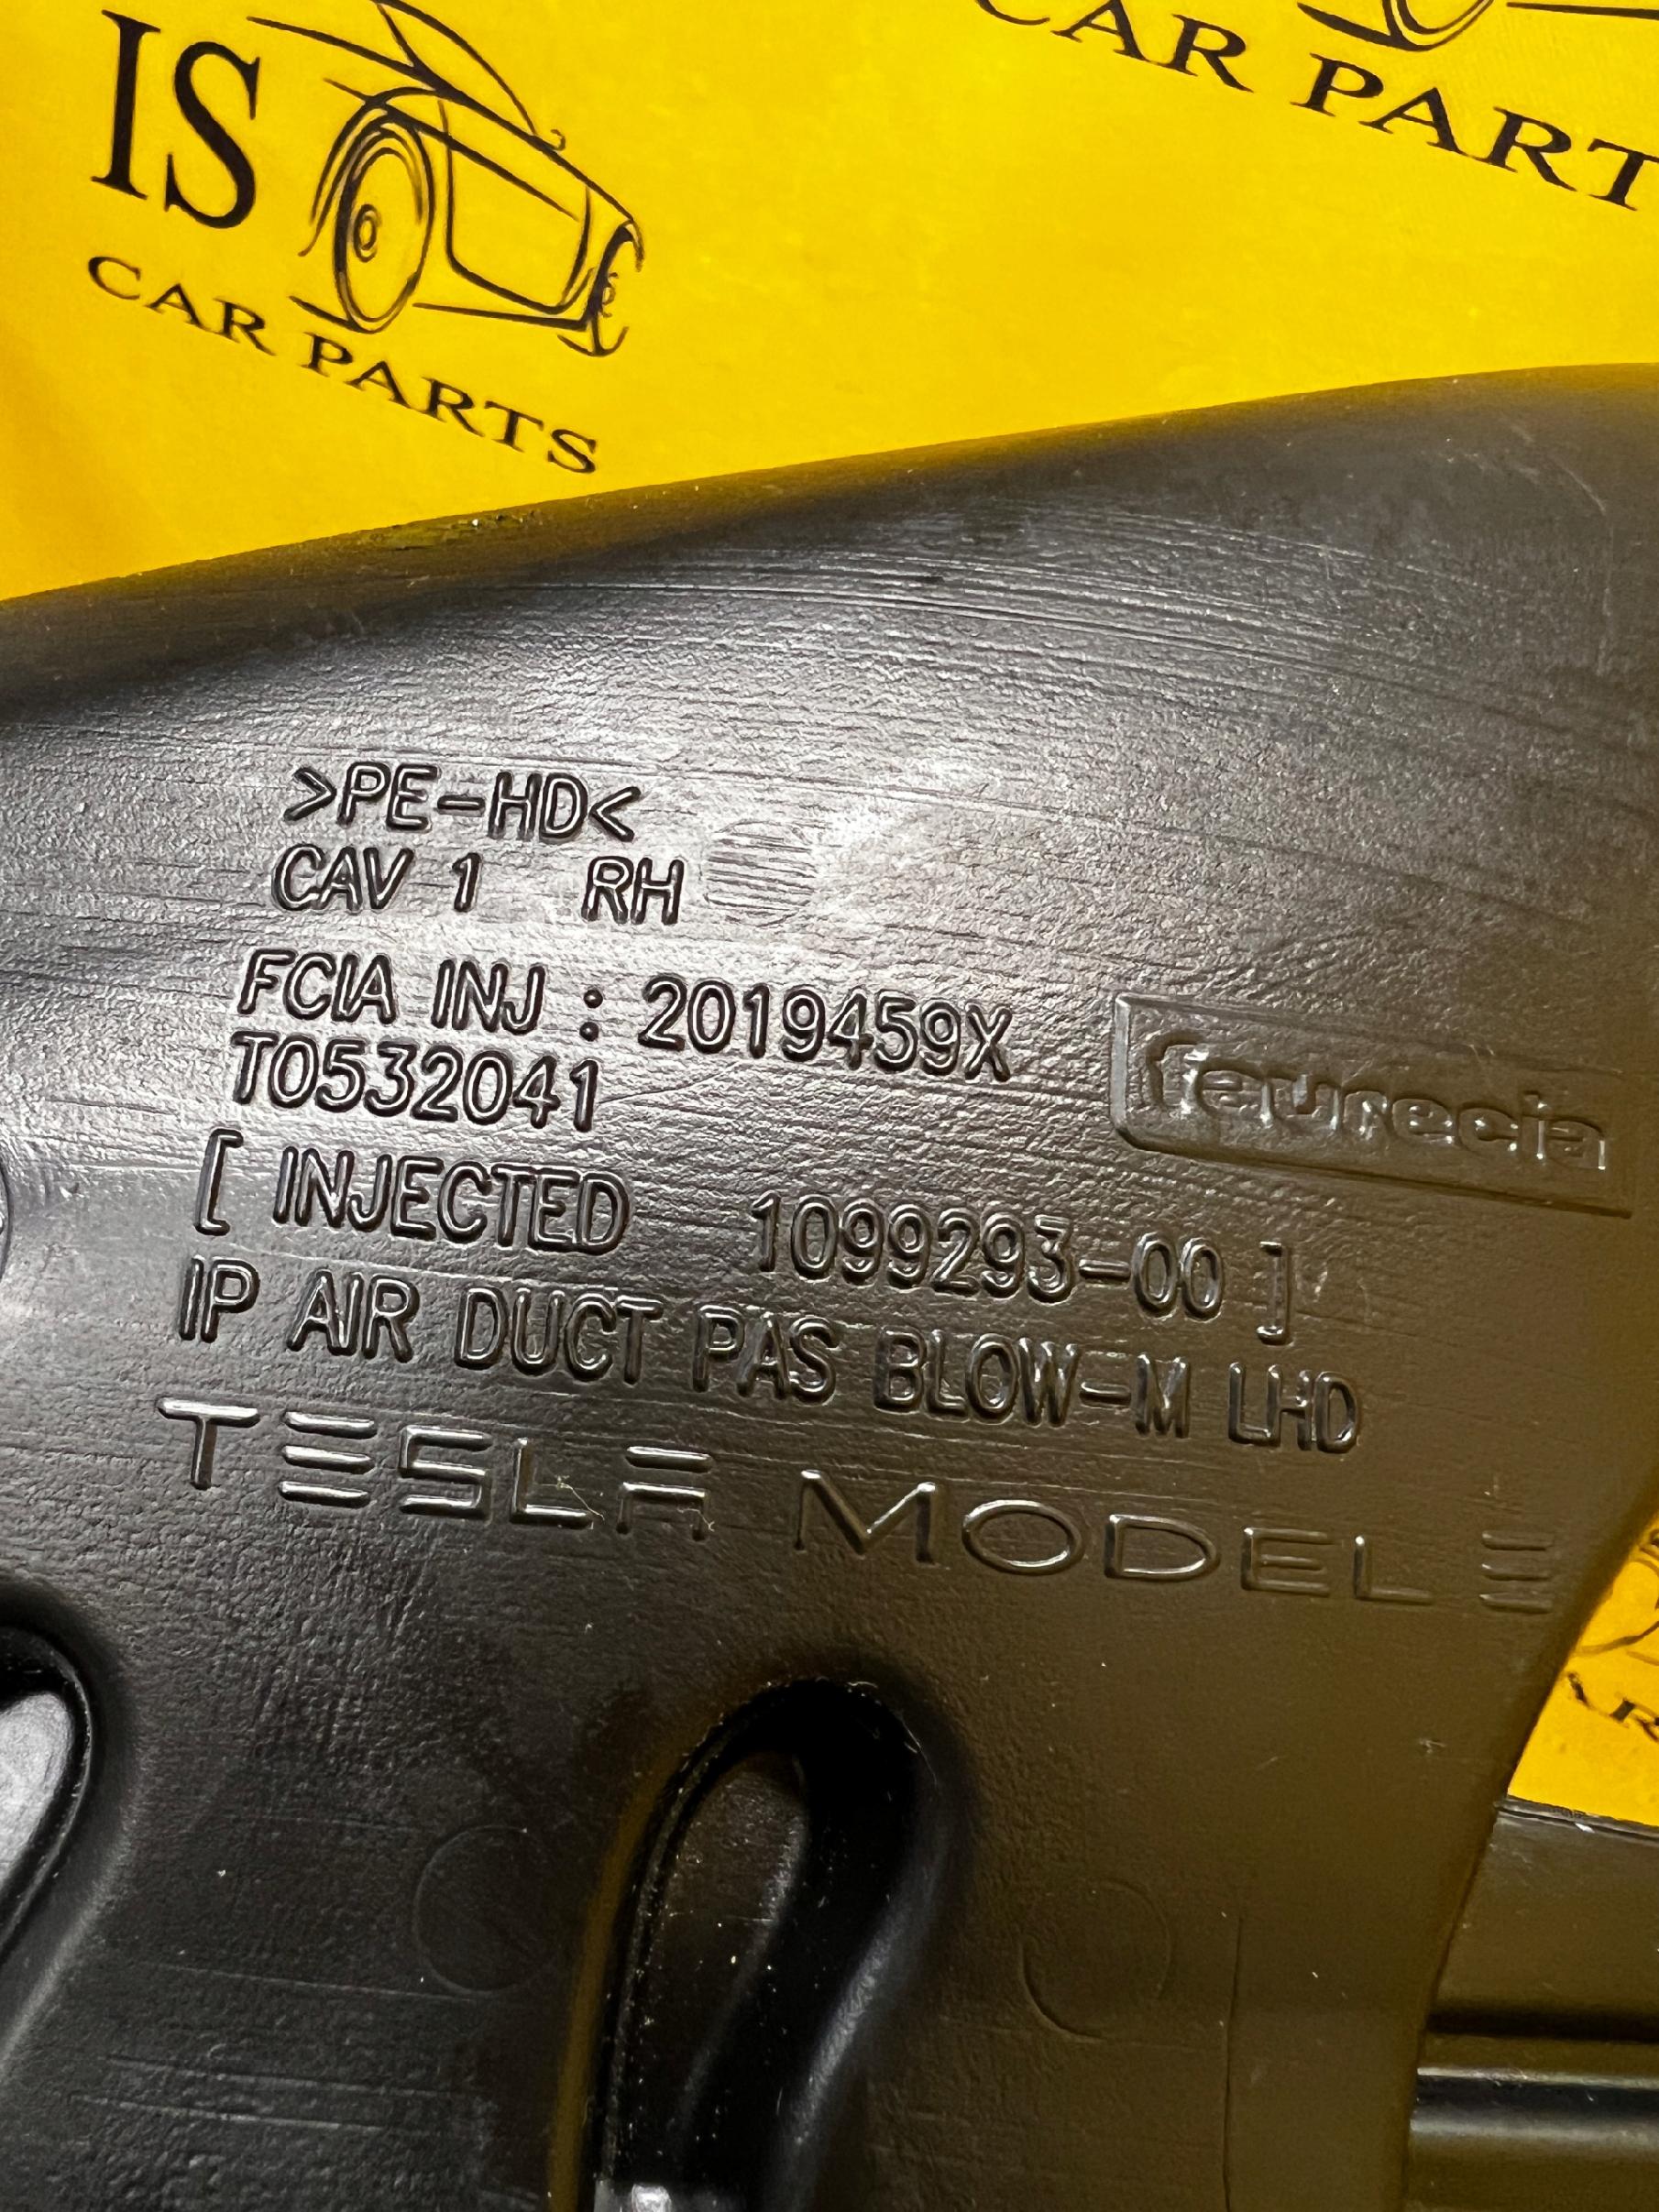 IS
CAR PARTS
CAR PART
>PE-HD<
CAV 1 RH
FCIA INJ : 2019459X
T0532041
faurecia
[ INJECTED 1099293-00 ]
IP AIR DUCT PAS BLOW-M LHD
TESLA MODEL Ξ
AR